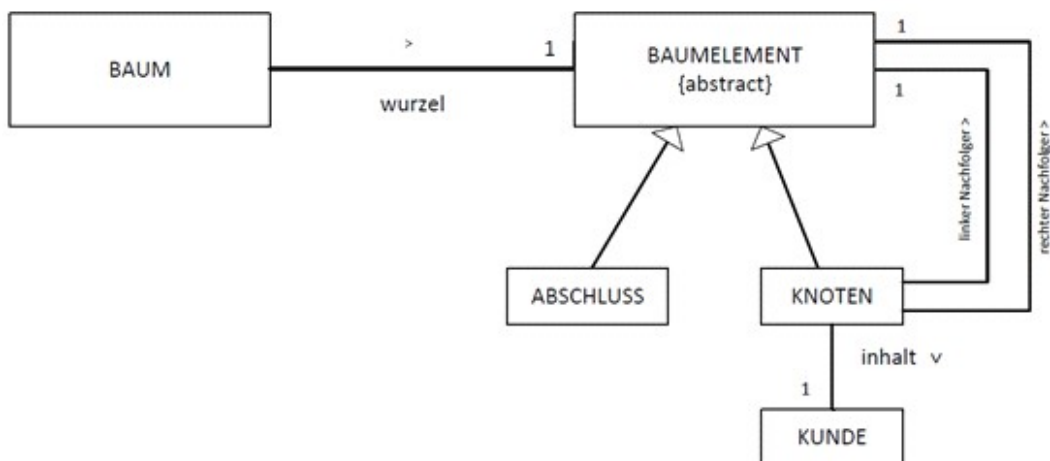 BAUM
>
wurzel
1
BAUMELEMENT
{abstract}
1
1
linker Nachfolger >
rechter Nachfolger >
ABSCHLUSS
KNOTEN
inhalt v
1
KUNDE